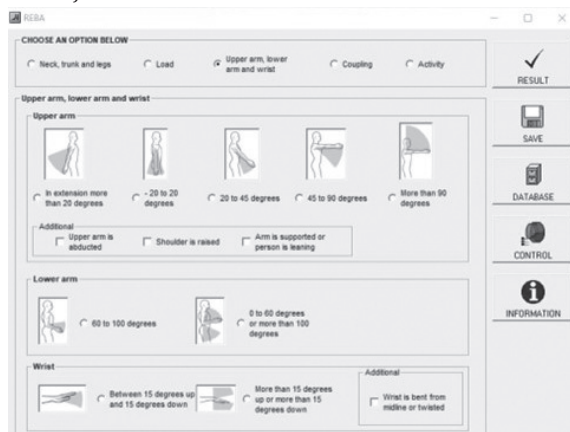 REBA
CHOOSE AN OPTION BELOW
Neck, trunk and legs
Load
Upper arm, lower
arm and wrist
Coupling
Activity
RESULT
SAVE
DATABASE
CONTROL
INFORMATION
Upper arm, lower arm and wrist
Upper arm
In extension more
than 20 degrees
- 20 to 20
degrees
20 to 45 degrees
45 to 90 degrees
More than 90
degrees
Additional
Upper arm is
abducted
Shoulder is raised
Arm is supported or
person is leaning
Lower arm
60 to 100 degrees
0 to 60 degrees
or more than 100
degrees
Wrist
Between 15 degrees up
and 15 degrees down
More than 15 degrees
up or more than 15
degrees down
Additional
Wrist is bent from
midline or twisted